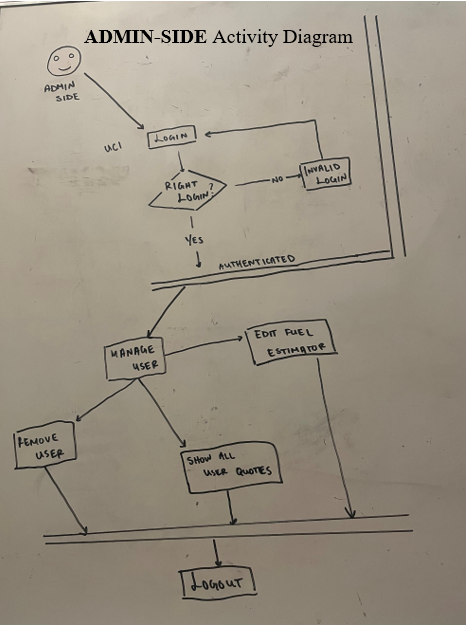 ADMIN-SIDE Activity Diagram
ADMIN
SIDE
UC1
LOGIN
RIGHT
LOGIN?
NO
INVALID
LOGIN
YES
AUTHENTICATED
MANAGE
USER
EDIT FUEL
ESTIMATOR
REMOVE
USER
SHOW ALL
USER QUOTES
LOGOUT